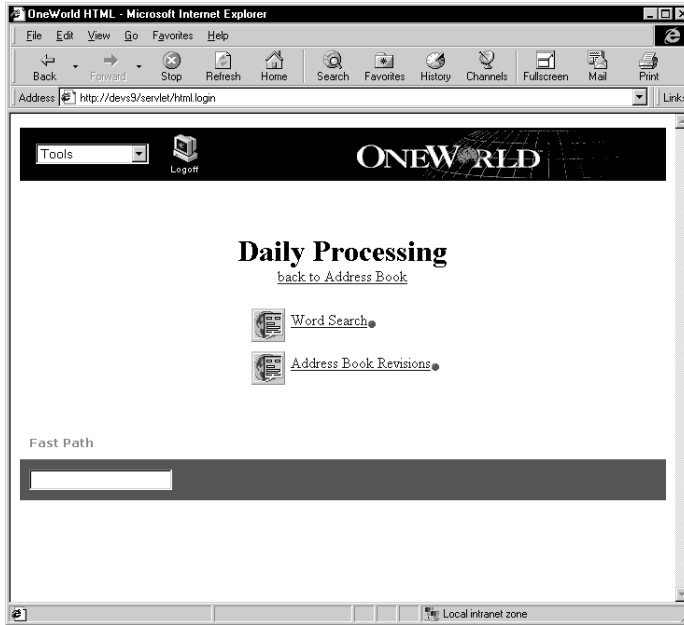 OneWorld HTML - Microsoft Internet Explorer
File Edit View Go Favorites Help
Back Forward Stop Refresh Home Search Favorites History Channels Fullscreen Mail Print
Address http://devs9/servlet/html.login Links
Tools Logoff ONEWORLD
Daily Processing
back to Address Book
Word Search
Address Book Revisions
Fast Path
Local intranet zone